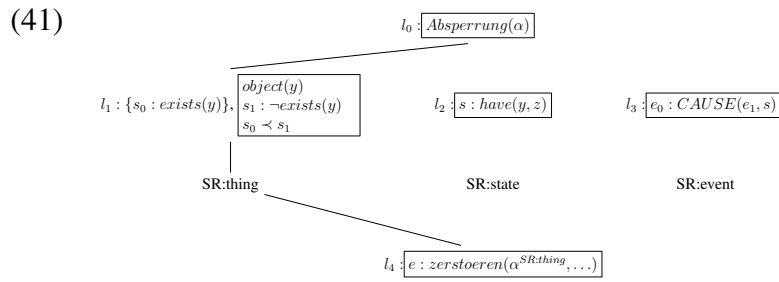 (41)
l₀ : Absperrung(α)
l₁ : {s₀ : exists(y)}, object(y)
s₁ : ¬exists(y)
s₀ ≺ s₁
l₂ : s : have(y, z)
l₃ : e₀ : CAUSE(e₁, s)
SR:thing SR:state SR:event
l₄ : e : zerstoeren(α^SR:thing, …)